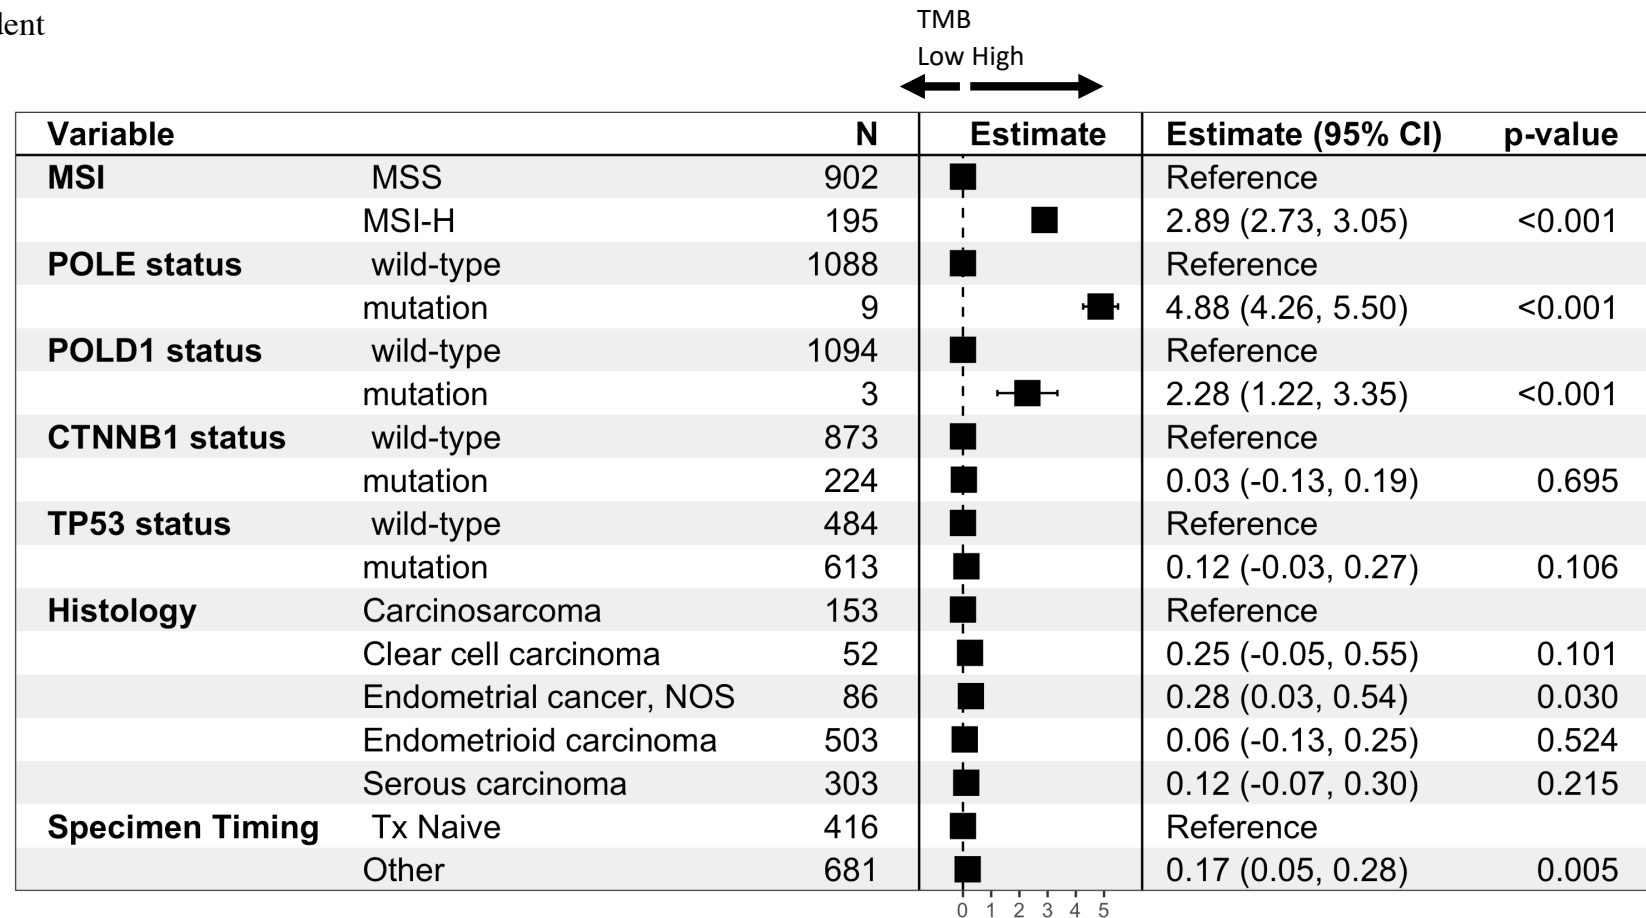 TMB
Low High
Variable N Estimate Estimate (95% CI) p-value
MSI MSS 902 Reference
MSI-H 195 2.89 (2.73, 3.05) <0.001
POLE status wild-type 1088 Reference
mutation 9 4.88 (4.26, 5.50) <0.001
POLD1 status wild-type 1094 Reference
mutation 3 2.28 (1.22, 3.35) <0.001
CTNNB1 status wild-type 873 Reference
mutation 224 0.03 (-0.13, 0.19) 0.695
TP53 status wild-type 484 Reference
mutation 613 0.12 (-0.03, 0.27) 0.106
Histology Carcinosarcoma 153 Reference
Clear cell carcinoma 52 0.25 (-0.05, 0.55) 0.101
Endometrial cancer, NOS 86 0.28 (0.03, 0.54) 0.030
Endometrioid carcinoma 503 0.06 (-0.13, 0.25) 0.524
Serous carcinoma 303 0.12 (-0.07, 0.30) 0.215
Specimen Timing Tx Naive 416 Reference
Other 681 0.17 (0.05, 0.28) 0.005
0 1 2 3 4 5